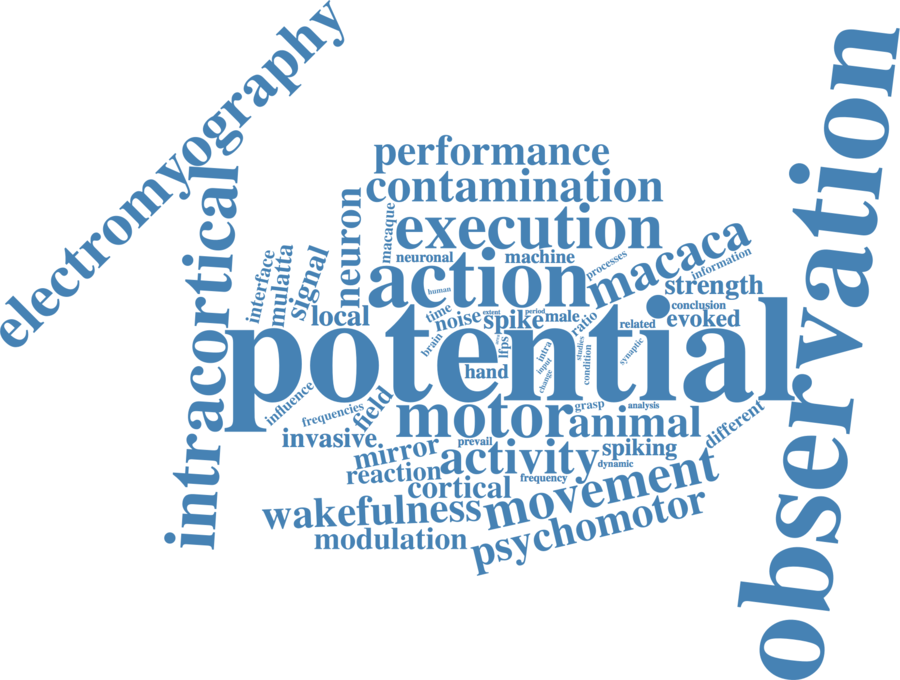 electromyography
observation
intracortical
performance
contamination
neuron
macaque
execution
interface
mulatta
signal
neuronal
machine
processes
macaca
information
action
human
strength
local
time
noise
extent
spike
period
male
ratio
related
conclusion
evoked
potential
brain
lfps
hand
intra
input
change
studies
condition
synaptic
influence
frequencies
field
motor
grasp
analysis
animal
different
invasive
mirror
prevail
activity
spiking
dynamic
reaction
cortical
frequency
movement
wakefulness
psychomotor
modulation